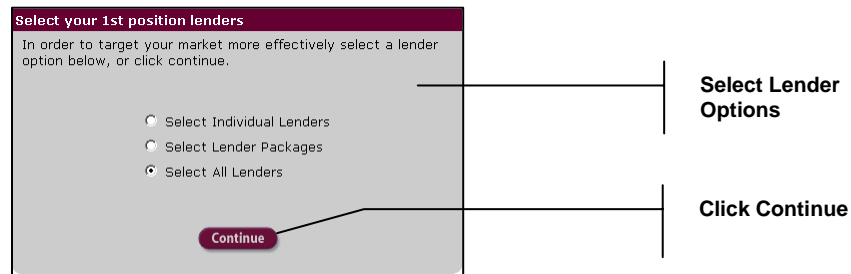 Select your 1st position lenders
In order to target your market more effectively select a lender
option below, or click continue.
Select Individual Lenders
Select Lender Packages
Select All Lenders
Continue
Select Lender
Options
Click Continue